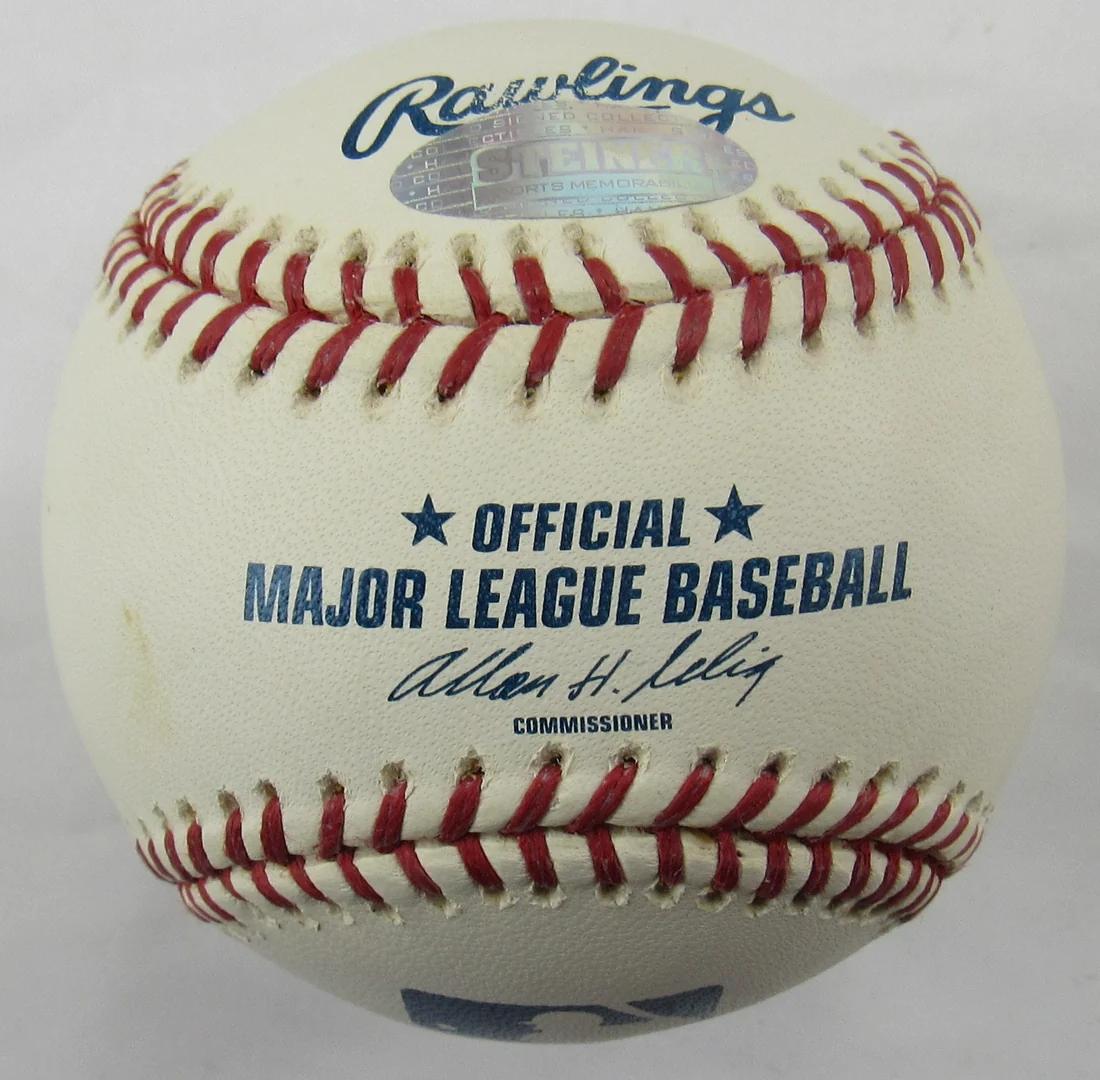 Rawlings
STEINER
SPORTS MEMORABILIA
★ OFFICIAL ★
MAJOR LEAGUE BASEBALL
Allan H. Selig
COMMISSIONER